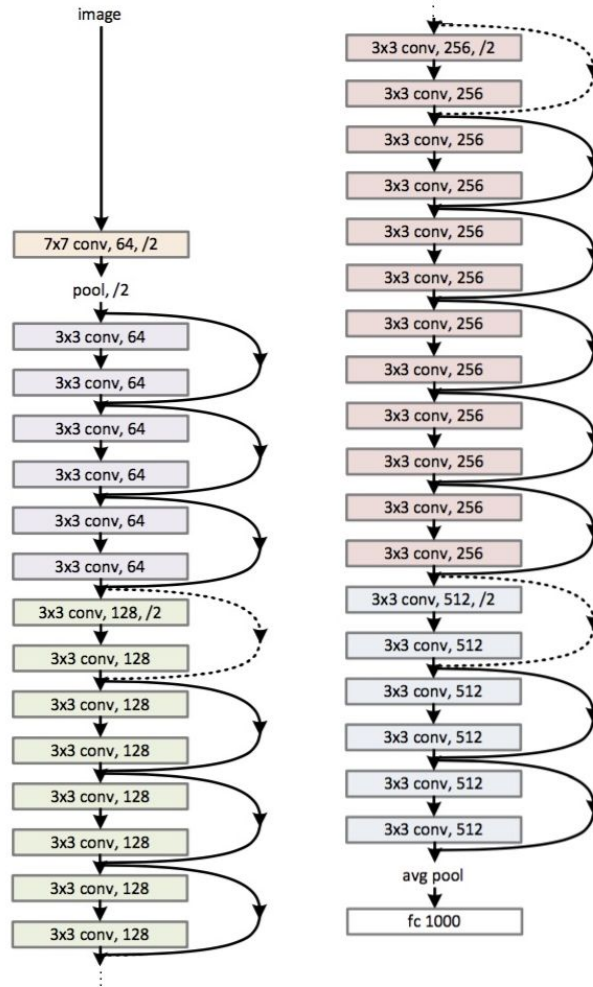 image
7x7 conv, 64, /2
pool, /2
3x3 conv, 64
3x3 conv, 64
3x3 conv, 64
3x3 conv, 64
3x3 conv, 64
3x3 conv, 64
3x3 conv, 128, /2
3x3 conv, 128
3x3 conv, 128
3x3 conv, 128
3x3 conv, 128
3x3 conv, 128
3x3 conv, 128
3x3 conv, 128
3x3 conv, 256, /2
3x3 conv, 256
3x3 conv, 256
3x3 conv, 256
3x3 conv, 256
3x3 conv, 256
3x3 conv, 256
3x3 conv, 256
3x3 conv, 256
3x3 conv, 256
3x3 conv, 256
3x3 conv, 256
3x3 conv, 512, /2
3x3 conv, 512
3x3 conv, 512
3x3 conv, 512
3x3 conv, 512
3x3 conv, 512
avg pool
fc 1000